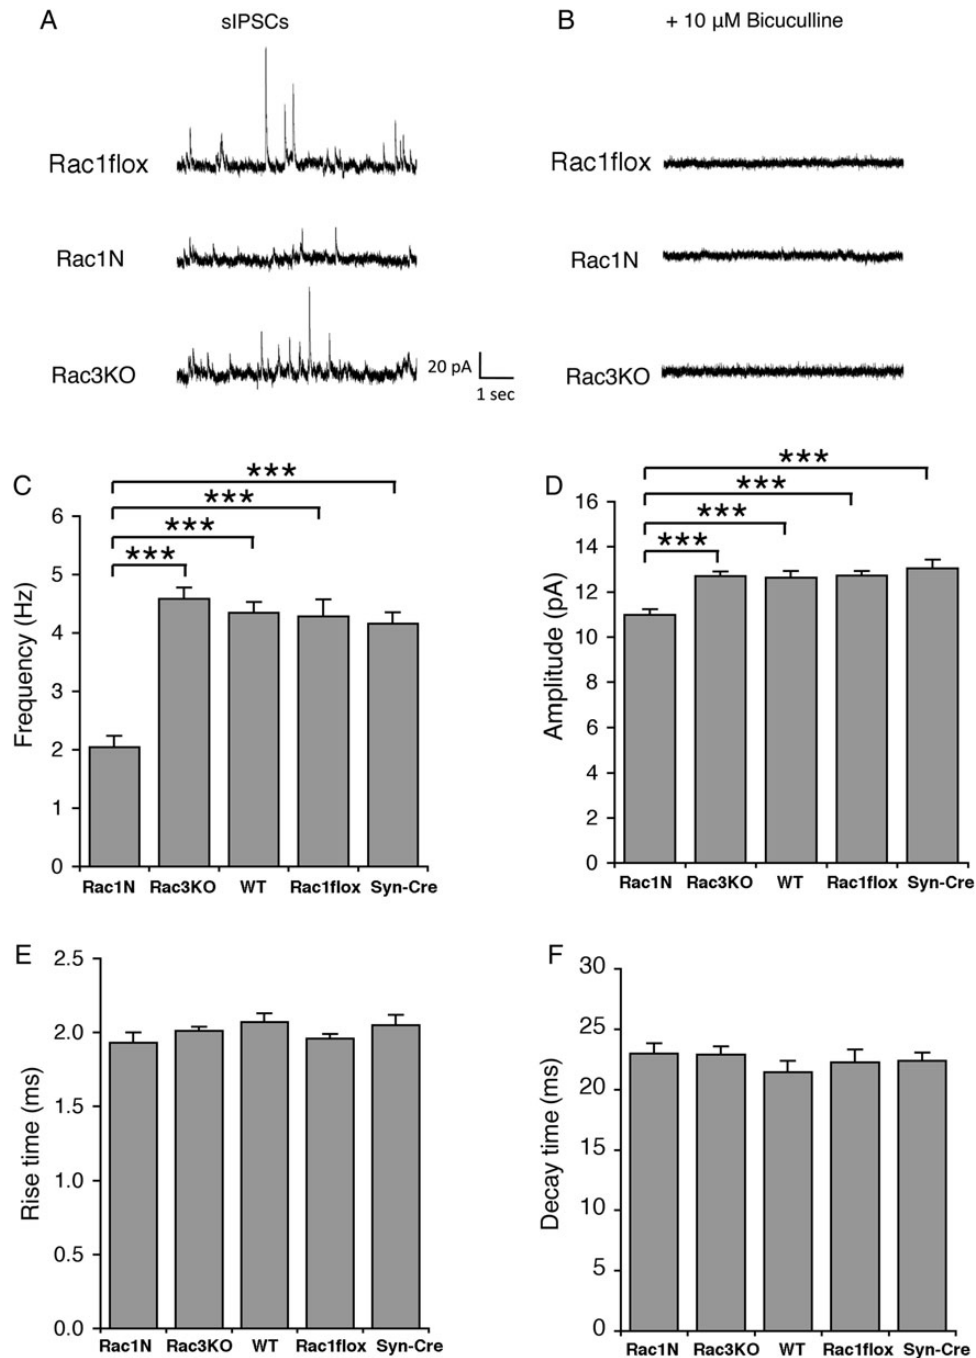 A
sIPSCs
B
+ 10 µM Bicuculline
Rac1flox
Rac1flox
Rac1N
Rac1N
Rac3KO
20 pA
1 sec
Rac3KO
C
***
***
***
***
6
5
4
3
2
1
0
Frequency (Hz)
Rac1N Rac3KO WT Rac1flox Syn-Cre
D
***
***
***
***
16
14
12
10
8
6
4
2
0
Amplitude (pA)
Rac1N Rac3KO WT Rac1flox Syn-Cre
E
2.5
2.0
1.5
1.0
0.5
0.0
Rise time (ms)
Rac1N Rac3KO WT Rac1flox Syn-Cre
F
30
25
20
15
10
5
0
Decay time (ms)
Rac1N Rac3KO WT Rac1flox Syn-Cre